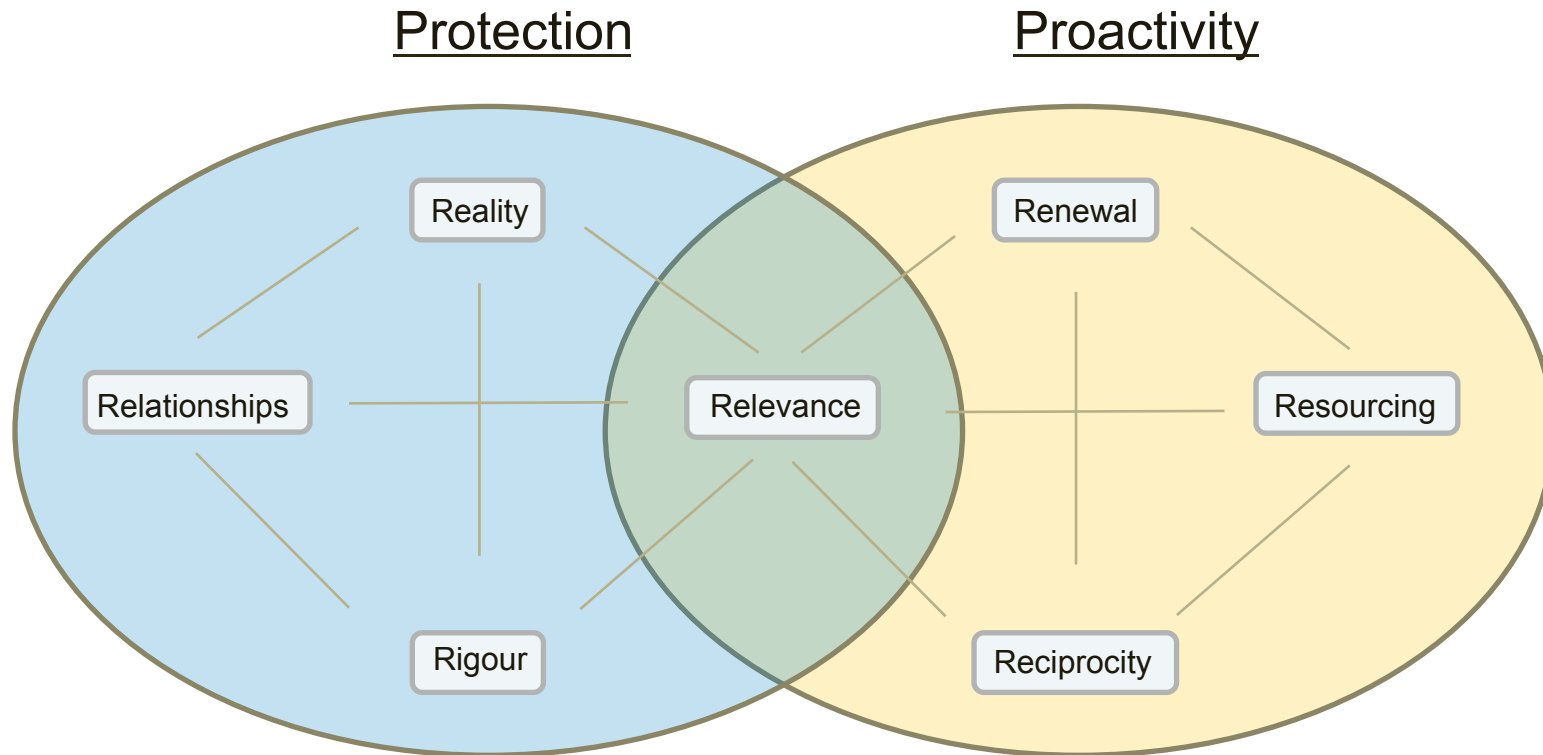 Protection
Proactivity
Reality
Renewal
Relationships
Relevance
Resourcing
Rigour
Reciprocity